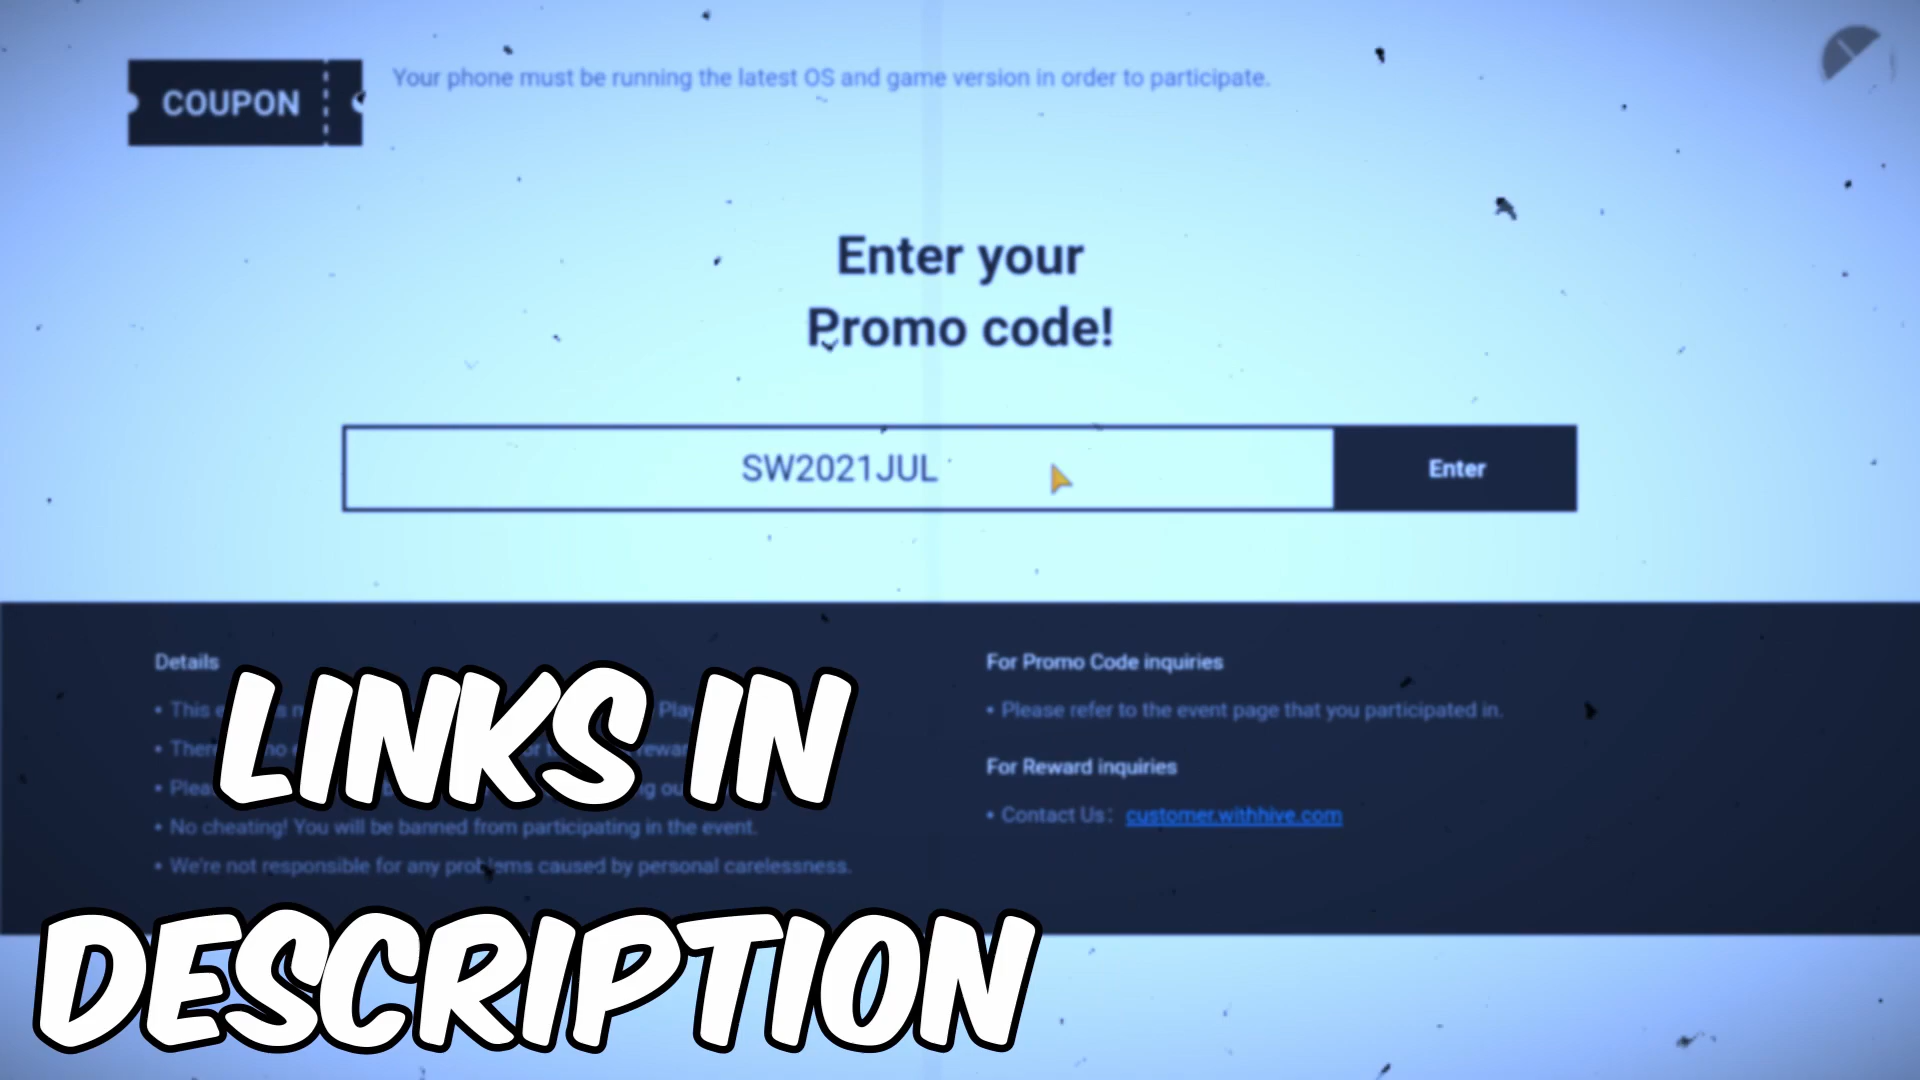 COUPON
Your phone must be running the latest OS and game version in order to participate.
Enter your
Promo code!
SW2021JUL
Enter
Details
• This
• No cheating! You will be banned from participating in the event.
• We're not responsible for any problems caused by personal carelessness.
For Promo Code inquiries
• Please refer to the event page that you participated in.
For Reward inquiries
• Contact Us: customer.withhive.com
LINKS IN
DESCRIPTION